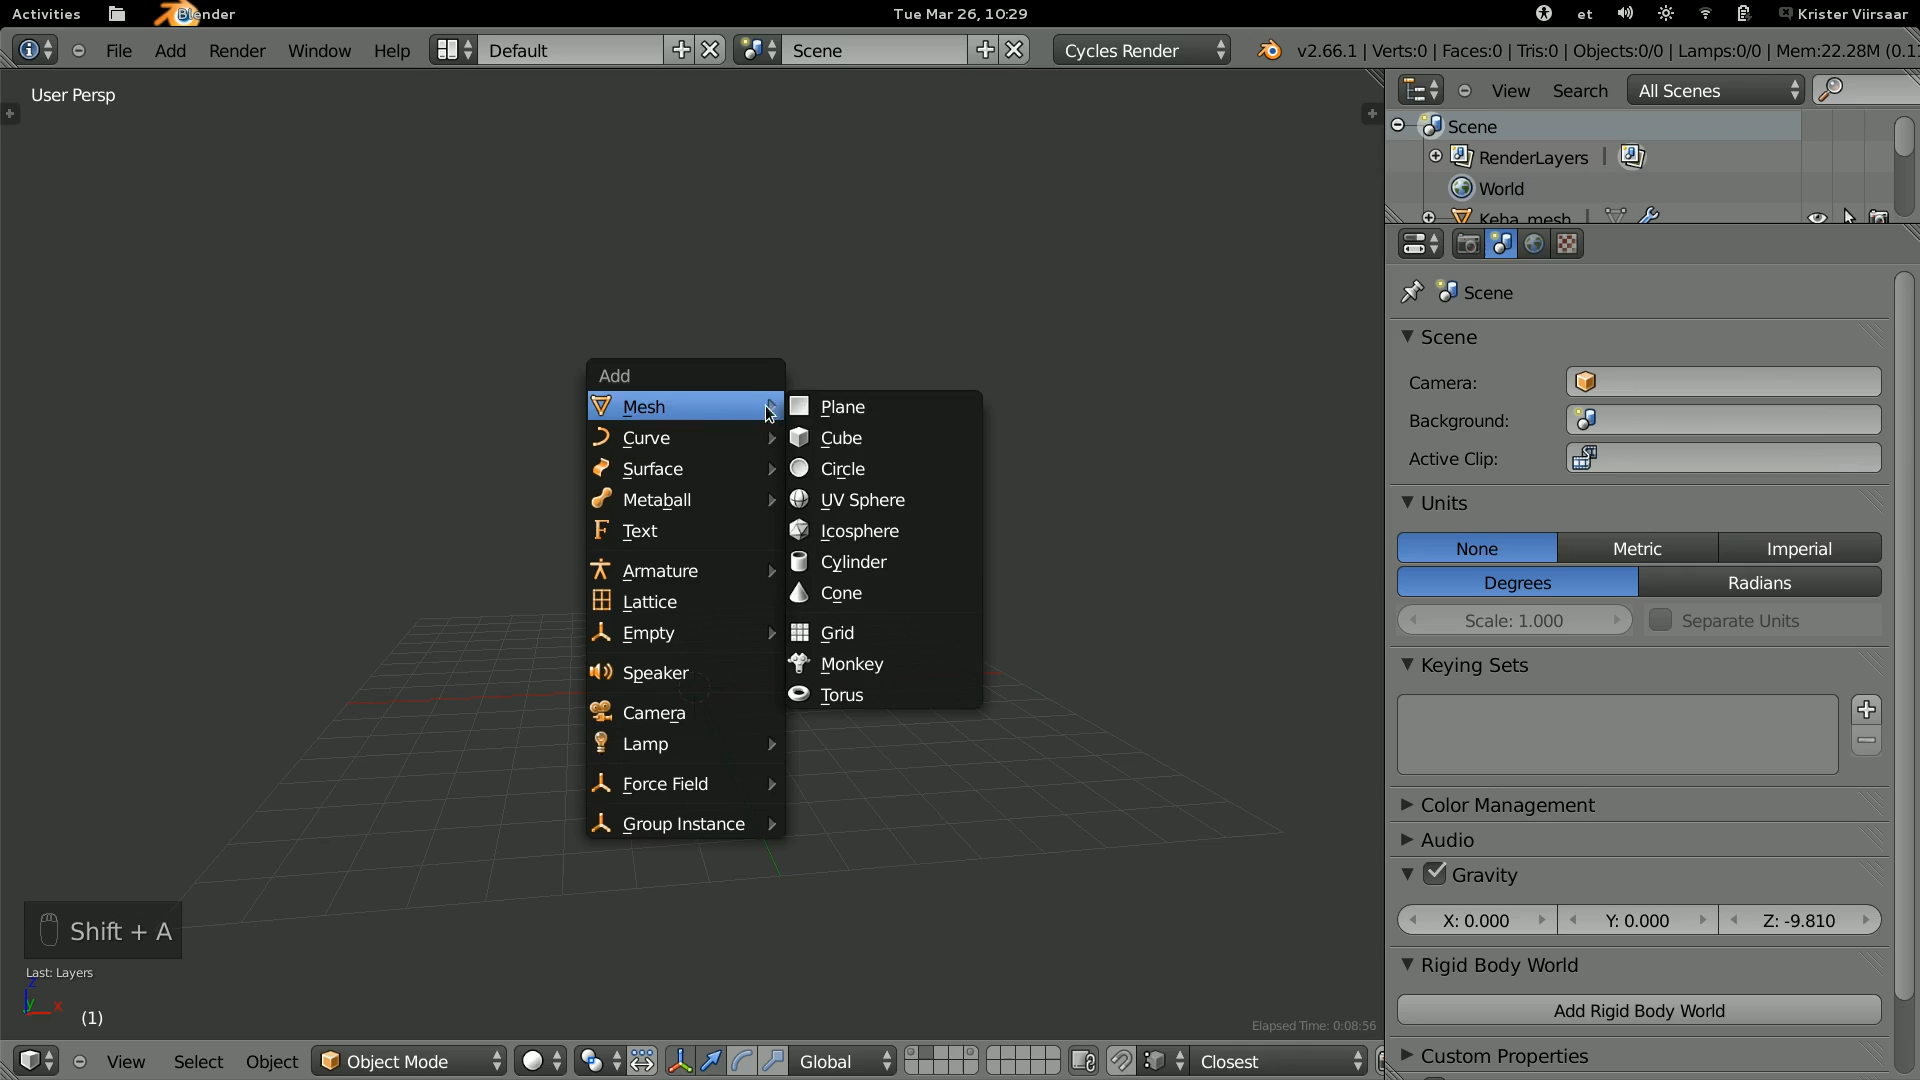 Activities Blender Tue Mar 26, 10:29 et Krister Viirsaar
File Add Render Window Help Default Scene Cycles Render v2.66.1 | Verts:0 | Faces:0 | Tris:0 | Objects:0/0 | Lamps:0/0 | Mem:22.28M (0.1
User Persp
View Search All Scenes
Scene
RenderLayers |
World
Keha_mesh |
Scene
Scene
Camera:
Background:
Active Clip:
Units
None Metric Imperial
Degrees Radians
Scale: 1.000 Separate Units
Keying Sets
Color Management
Audio
Gravity
X: 0.000 Y: 0.000 Z: -9.810
Rigid Body World
Add Rigid Body World
Custom Properties
Add
Mesh
Curve
Surface
Metaball
Text
Armature
Lattice
Empty
Speaker
Camera
Lamp
Force Field
Group Instance
Plane
Cube
Circle
UV Sphere
Icosphere
Cylinder
Cone
Grid
Monkey
Torus
Shift + A
Last: Layers
z
y x
(1)
Elapsed Time: 0:08:56
View Select Object Object Mode Global Closest